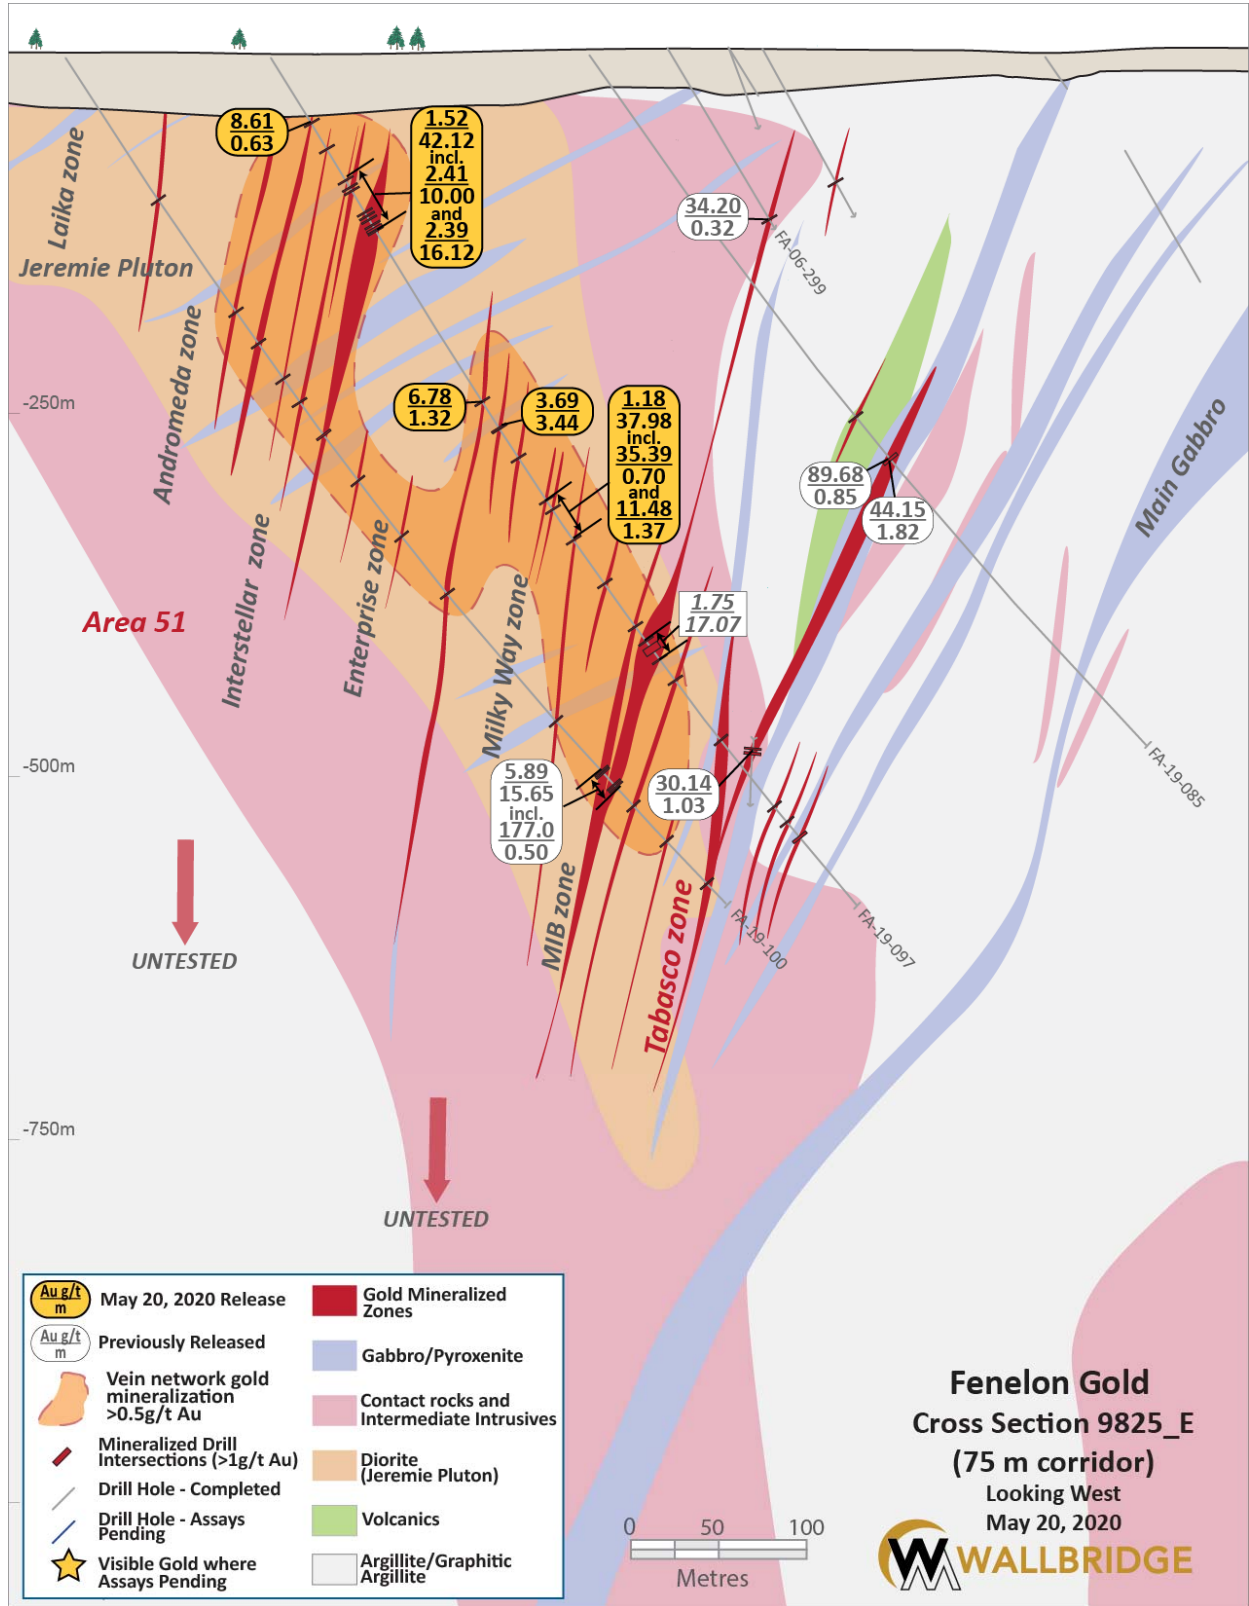 8.61
0.63
1.52
42.12
incl.
2.41
10.00
and
2.39
16.12
Laika zone
Jeremie Pluton
34.20
0.32
FA-06-299
Andromeda zone
-250m
6.78
1.32
3.69
3.44
1.18
37.98
incl.
35.39
0.70
and
11.48
1.37
89.68
0.85
44.15
1.82
Main Gabbro
Interstellar zone
Enterprise zone
Milky Way zone
Area 51
1.75
17.07
-500m
5.89
15.65
incl.
177.0
0.50
30.14
1.03
FA-19-085
MIB zone
Tabasco zone
FA-19-100
FA-19-097
UNTESTED
-750m
UNTESTED
Au g/t
m
May 20, 2020 Release
Au g/t
m
Previously Released
Vein network gold
mineralization
>0.5g/t Au
Mineralized Drill
Intersections (>1g/t Au)
Drill Hole - Completed
Drill Hole - Assays
Pending
Visible Gold where
Assays Pending
Gold Mineralized
Zones
Gabbro/Pyroxenite
Contact rocks and
Intermediate Intrusives
Diorite
(Jeremie Pluton)
Volcanics
Argillite/Graphitic
Argillite
0 50 100
Metres
Fenelon Gold
Cross Section 9825_E
(75 m corridor)
Looking West
May 20, 2020
WALLBRIDGE